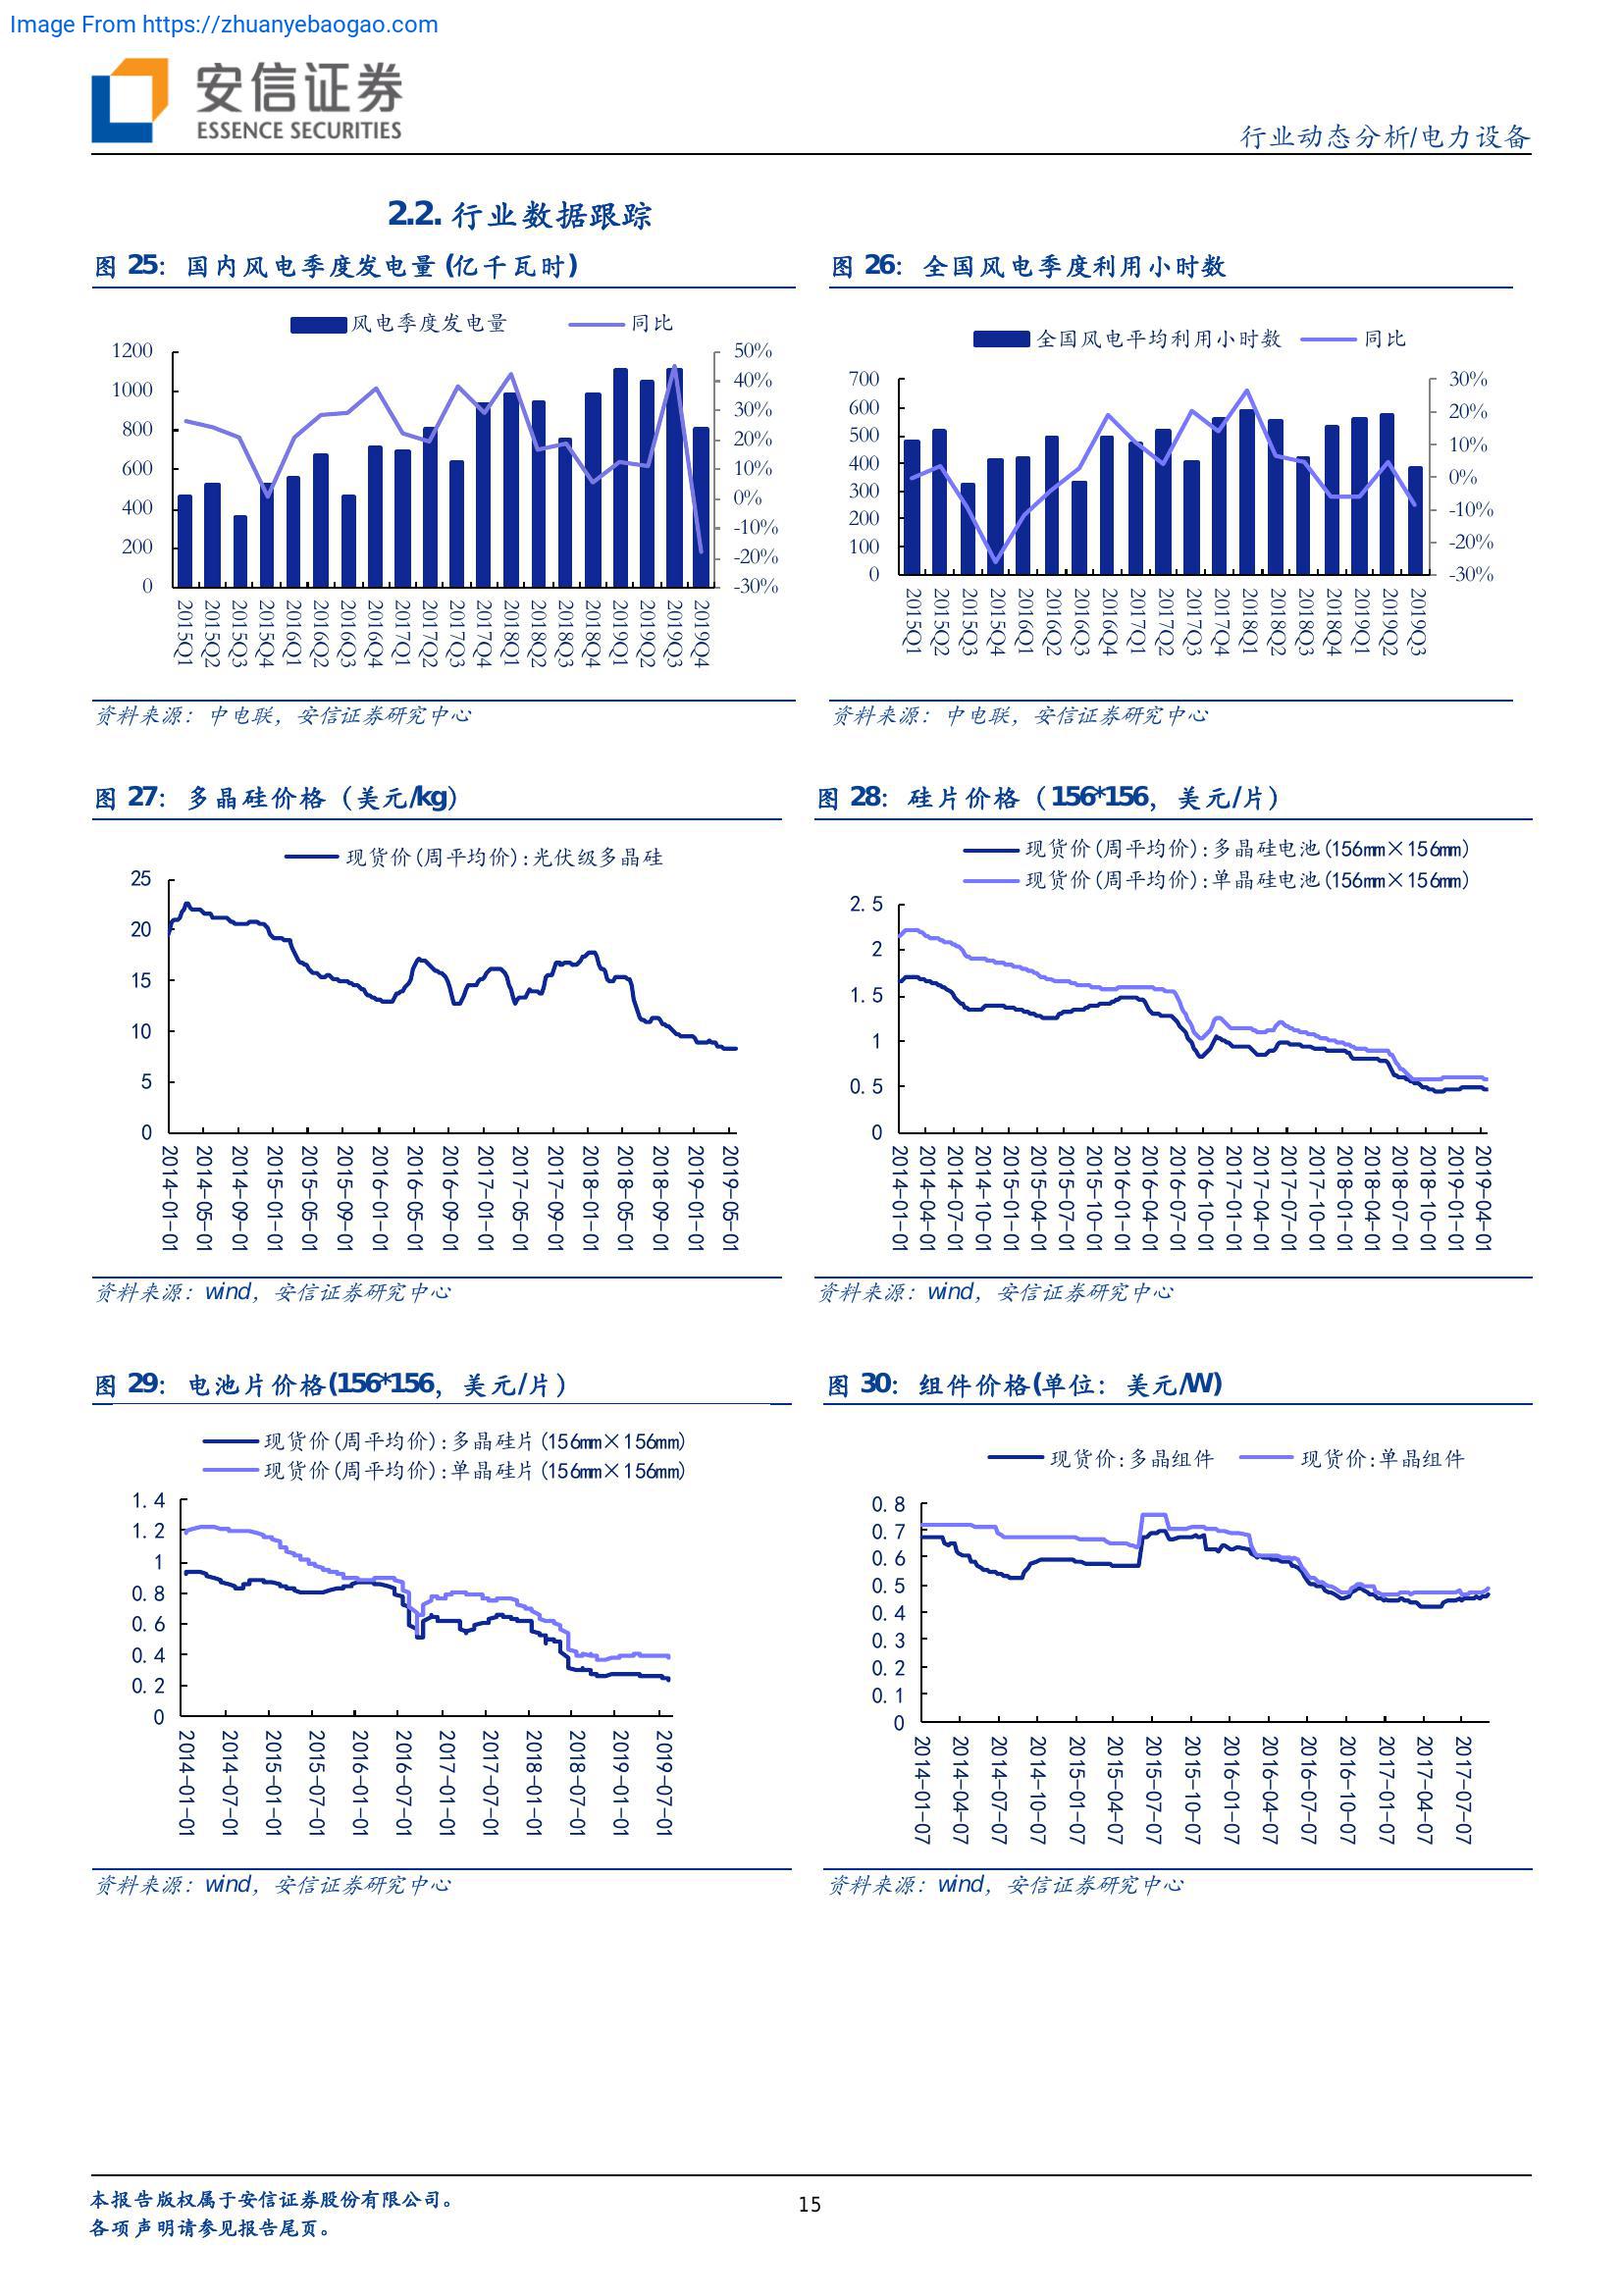 Image From https://zhuanyebaogao.com
安信证券
ESSENCE SECURITIES
行业动态分析/电力设备
2.2. 行业数据跟踪
图 25：国内风电季度发电量(亿千瓦时)
风电季度发电量 同比
1200
1000
800
600
400
200
0
50%
40%
30%
20%
10%
0%
-10%
-20%
-30%
2015Q1 2015Q2 2015Q3 2015Q4 2016Q1 2016Q2 2016Q3 2016Q4 2017Q1 2017Q2 2017Q3 2017Q4 2018Q1 2018Q2 2018Q3 2018Q4 2019Q1 2019Q2 2019Q3 2019Q4
资料来源：中电联，安信证券研究中心
图 26：全国风电季度利用小时数
全国风电平均利用小时数 同比
700
600
500
400
300
200
100
0
30%
20%
10%
0%
-10%
-20%
-30%
2015Q1 2015Q2 2015Q3 2015Q4 2016Q1 2016Q2 2016Q3 2016Q4 2017Q1 2017Q2 2017Q3 2017Q4 2018Q1 2018Q2 2018Q3 2018Q4 2019Q1 2019Q2 2019Q3
资料来源：中电联，安信证券研究中心
图 27：多晶硅价格（美元/kg）
现货价(周平均价):光伏级多晶硅
25
20
15
10
5
0
2014-01-01 2014-05-01 2014-09-01 2015-01-01 2015-05-01 2015-09-01 2016-01-01 2016-05-01 2016-09-01 2017-01-01 2017-05-01 2017-09-01 2018-01-01 2018-05-01 2018-09-01 2019-01-01 2019-05-01
资料来源：wind，安信证券研究中心
图 28：硅片价格（156*156，美元/片）
现货价(周平均价):多晶硅电池(156mm×156mm)
现货价(周平均价):单晶硅电池(156mm×156mm)
2.5
2
1.5
1
0.5
0
2014-01-01 2014-04-01 2014-07-01 2014-10-01 2015-01-01 2015-04-01 2015-07-01 2015-10-01 2016-01-01 2016-04-01 2016-07-01 2016-10-01 2017-01-01 2017-04-01 2017-07-01 2017-10-01 2018-01-01 2018-04-01 2018-07-01 2018-10-01 2019-01-01 2019-04-01
资料来源：wind，安信证券研究中心
图 29：电池片价格(156*156，美元/片）
现货价(周平均价):多晶硅片(156mm×156mm)
现货价(周平均价):单晶硅片(156mm×156mm)
1.4
1.2
1
0.8
0.6
0.4
0.2
0
2014-01-01 2014-07-01 2015-01-01 2015-07-01 2016-01-01 2016-07-01 2017-01-01 2017-07-01 2018-01-01 2018-07-01 2019-01-01 2019-07-01
资料来源：wind，安信证券研究中心
图 30：组件价格(单位：美元/W)
现货价:多晶组件 现货价:单晶组件
0.8
0.7
0.6
0.5
0.4
0.3
0.2
0.1
0
2014-01-07 2014-04-07 2014-07-07 2014-10-07 2015-01-07 2015-04-07 2015-07-07 2015-10-07 2016-01-07 2016-04-07 2016-07-07 2016-10-07 2017-01-07 2017-04-07 2017-07-07
资料来源：wind，安信证券研究中心
本报告版权属于安信证券股份有限公司。
各项声明请参见报告尾页。
15